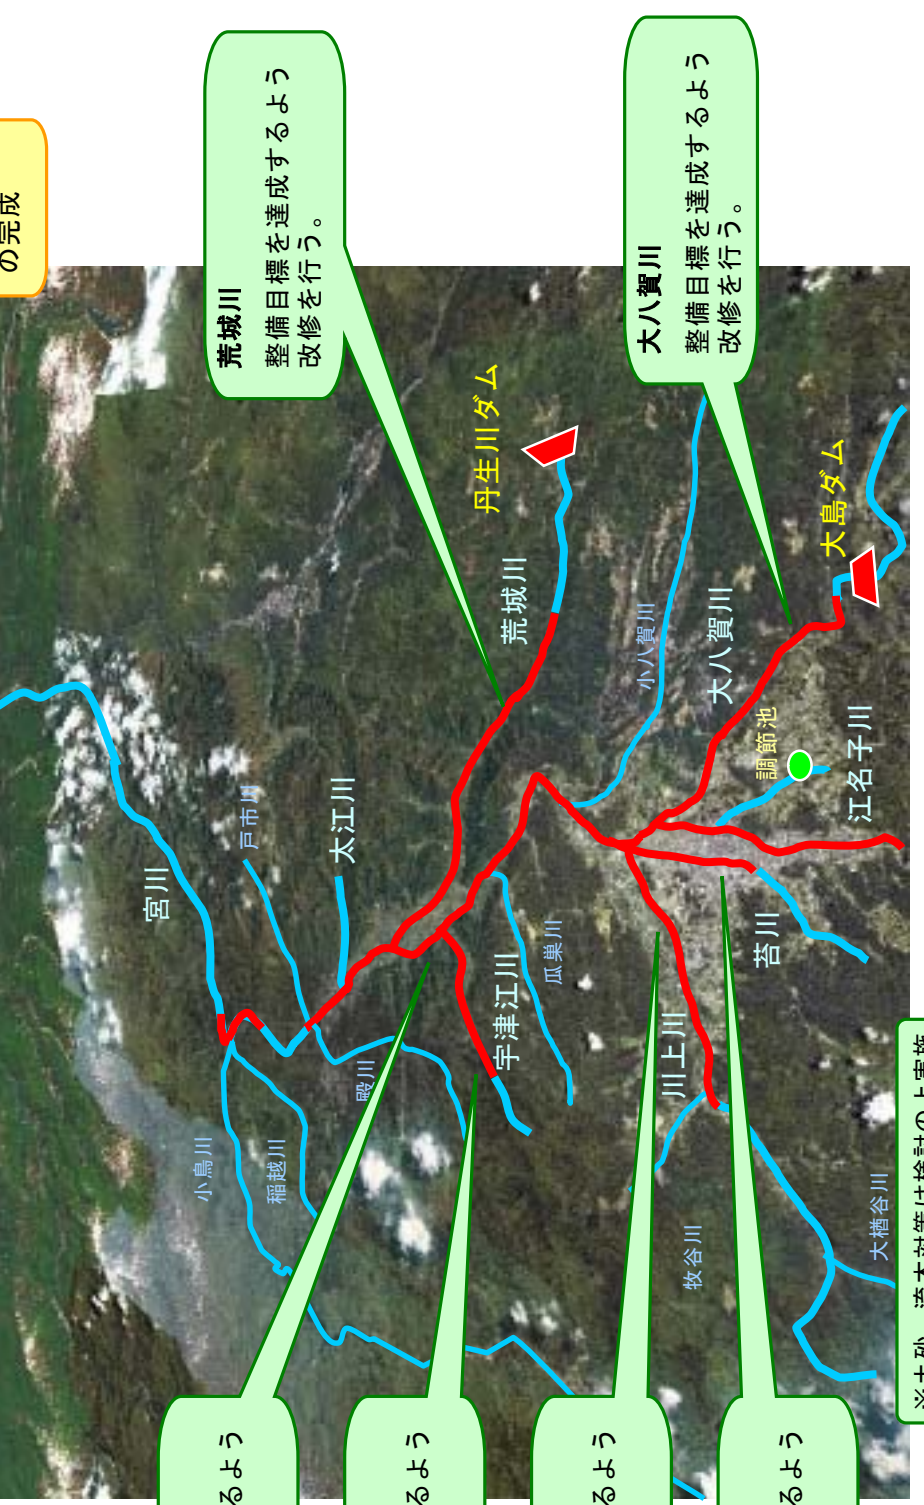 の完成
荒城川
整備目標を達成するよう
改修を行う。
大八賀川
整備目標を達成するよう
改修を行う。
丹生川ダム
大島ダム
荒城川
小八賀川
大八賀川
調節池
江名子川
戸市川
太江川
宮川
宇津江川
瓜巣川
苔川
川上川
殿川
小鳥川
稲越川
牧谷川
大楢谷川
るよう
るよう
るよう
るよう